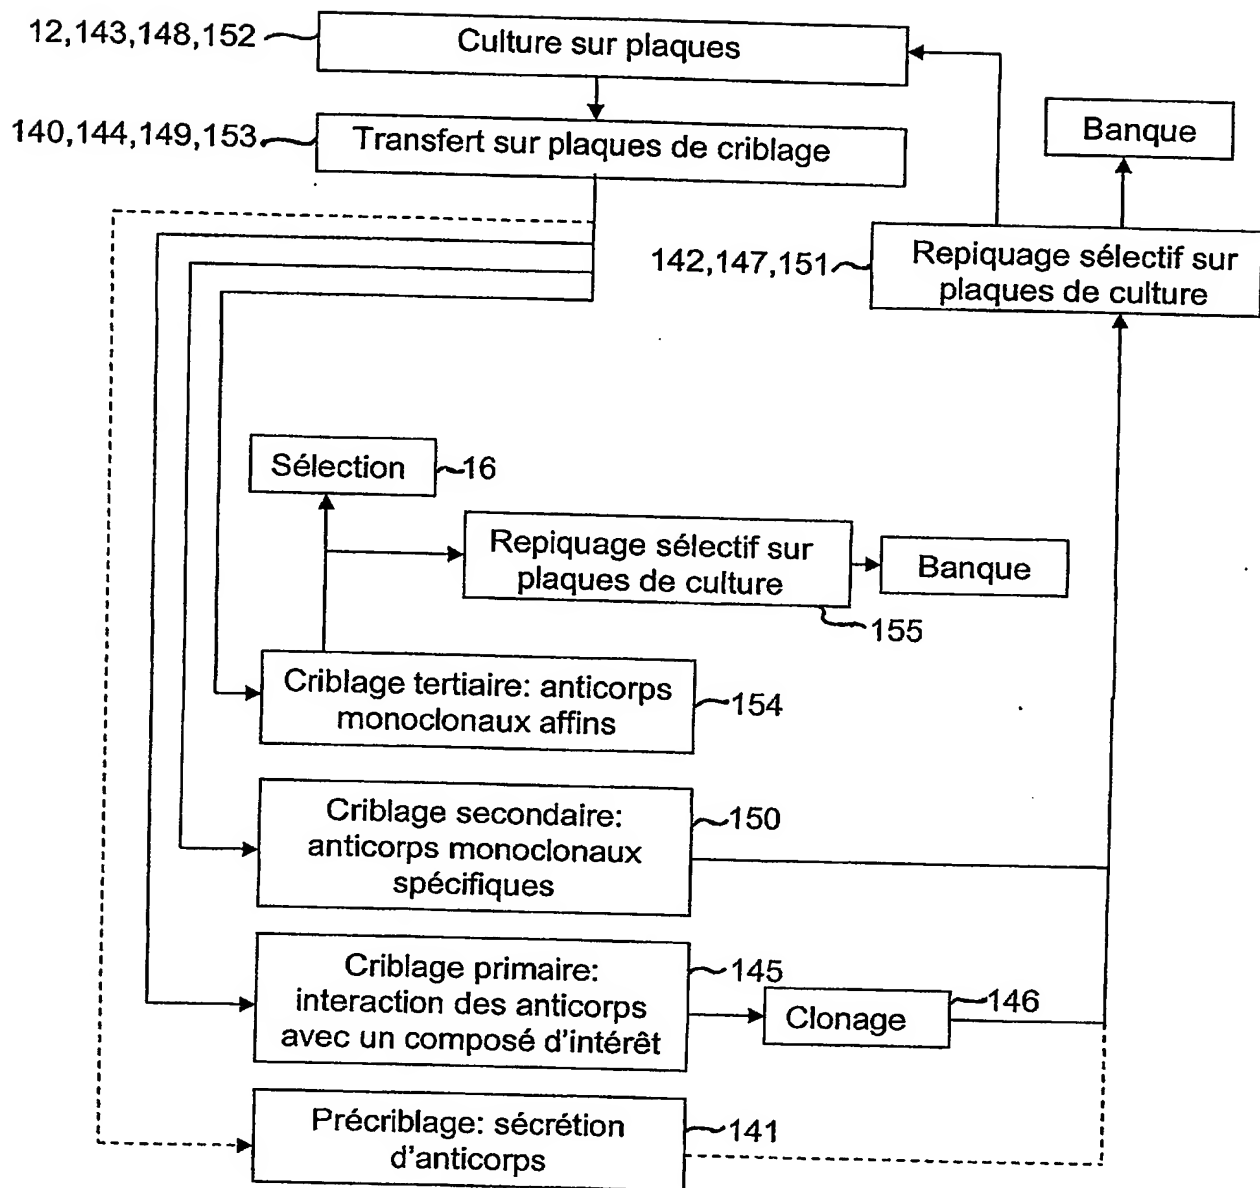 12,143,148,152
Culture sur plaques
140,144,149,153
Transfert sur plaques de criblage
Banque
142,147,151
Repiquage sélectif sur
plaques de culture
Sélection
16
Repiquage sélectif sur
plaques de culture
Banque
155
Criblage tertiaire: anticorps
monoclonaux affins
154
Criblage secondaire:
anticorps monoclonaux
spécifiques
150
Criblage primaire:
interaction des anticorps
avec un composé d'intérêt
145
Clonage
146
Précriblage: sécrétion
d'anticorps
141